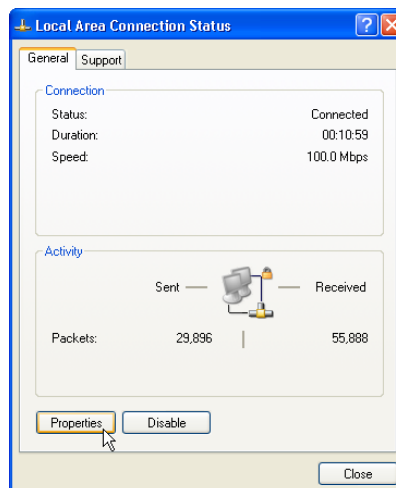 Local Area Connection Status
General Support
Connection
Status: Connected
Duration: 00:10:59
Speed: 100.0 Mbps
Activity
Sent Received
Packets: 29,896 55,888
Properties Disable
Close